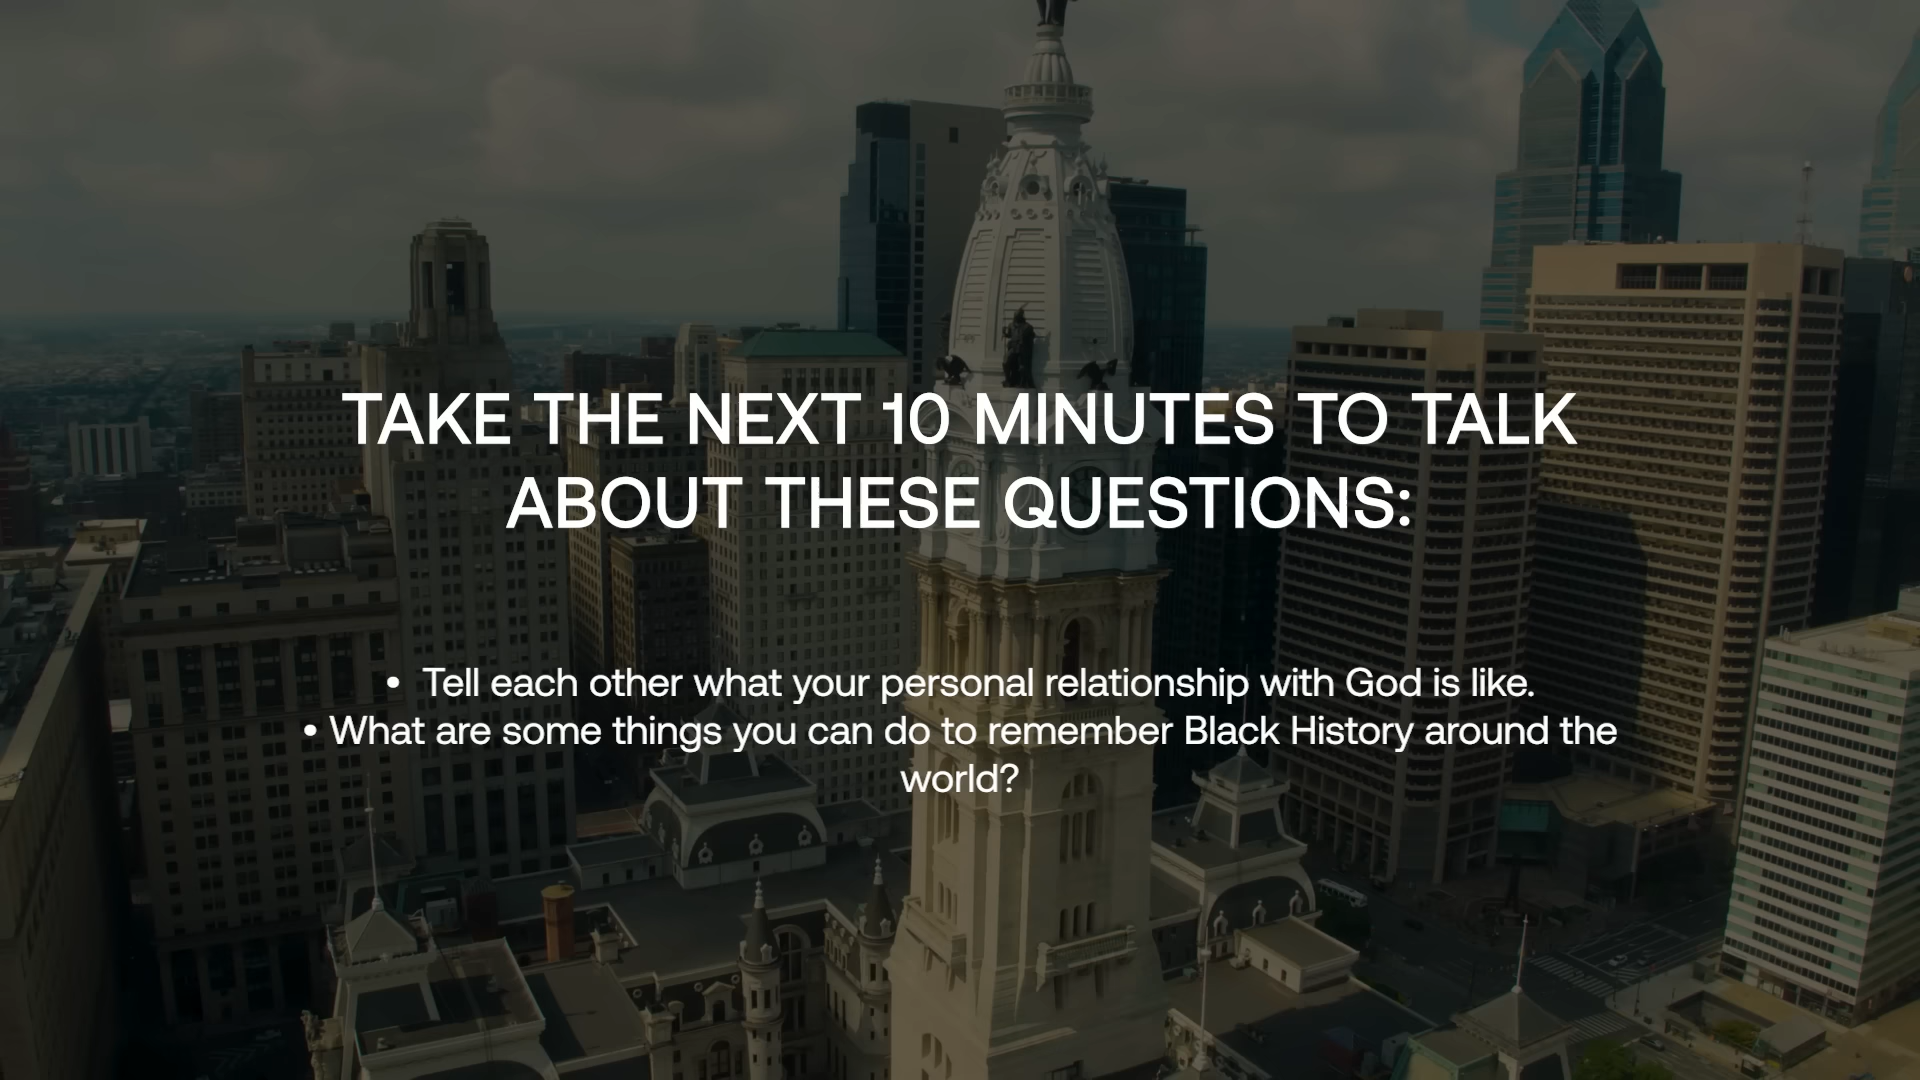 TAKE THE NEXT 10 MINUTES TO TALK
ABOUT THESE QUESTIONS:
• Tell each other what your personal relationship with God is like.
• What are some things you can do to remember Black History around the
world?